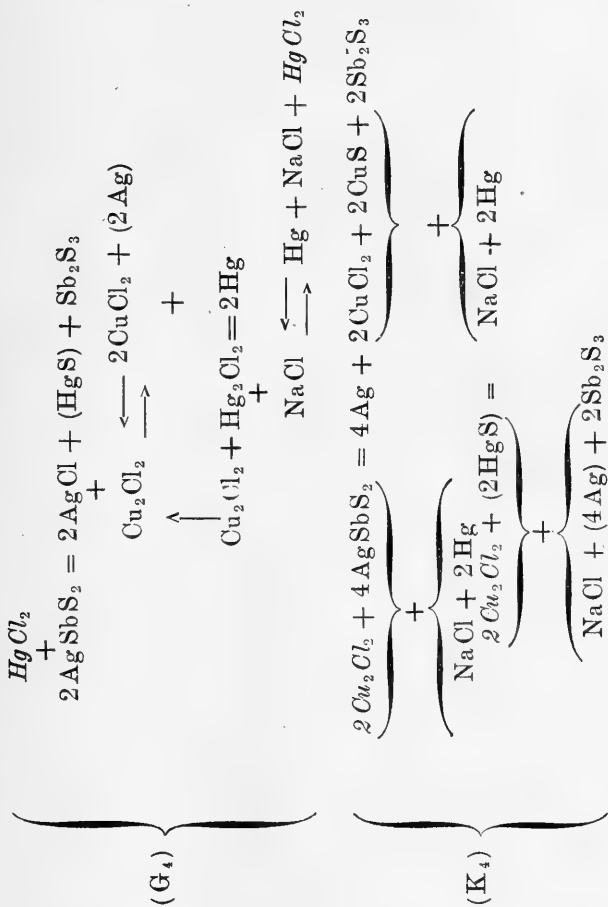 (G₄)
HgCl₂
+
2AgSbS₂ = 2AgCl + (HgS) + Sb₂S₃
+
Cu₂Cl₂ ⇄ 2CuCl₂ + (2Ag)
↑ +
Cu₂Cl₂ + Hg₂Cl₂ = 2Hg
+
NaCl ⇄ Hg + NaCl + HgCl₂
(K₄)
2Cu₂Cl₂ + 4AgSbS₂ = 4Ag + 2CuCl₂ + 2CuS + 2Sb₂S₃
+ +
NaCl + 2Hg NaCl + 2Hg
2Cu₂Cl₂ + (2HgS) =
+
NaCl + (4Ag) + 2Sb₂S₃